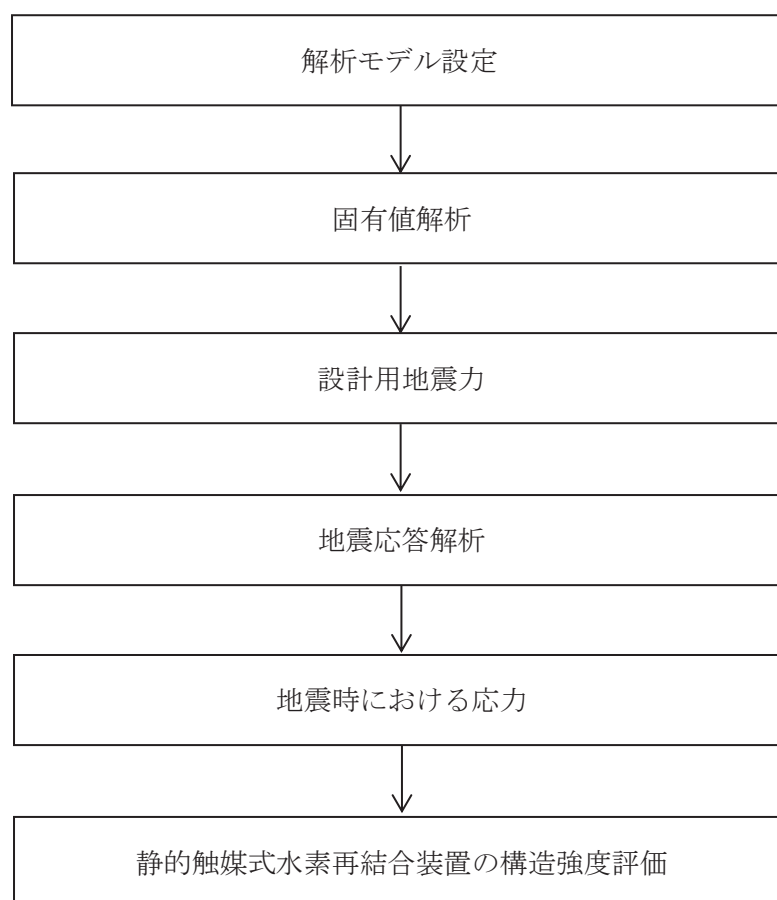 解析モデル設定
固有値解析
設計用地震力
地震応答解析
地震時における応力
静的触媒式水素再結合装置の構造強度評価